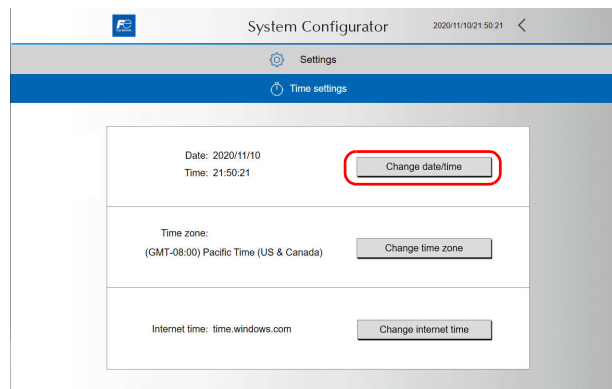 System Configurator
2020/11/10/21:50:21
Settings
Time settings
Date: 2020/11/10
Time: 21:50:21
Change date/time
Time zone:
(GMT-08:00) Pacific Time (US & Canada)
Change time zone
Internet time: time.windows.com
Change internet time